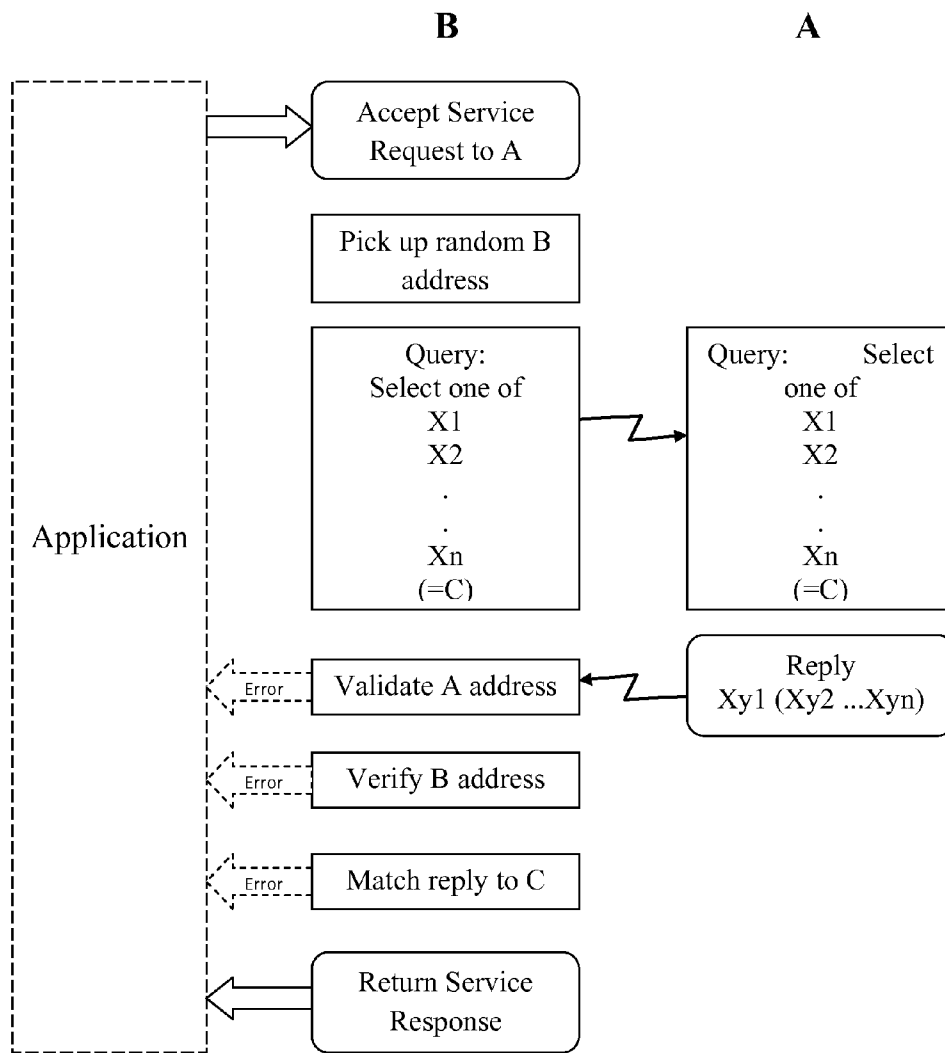 B
A
Accept Service
Request to A
Pick up random B
address
Query:
Select one of
X1
X2
.
.
Xn
(=C)
Query: Select
one of
X1
X2
.
.
Xn
(=C)
Application
Error
Validate A address
Reply
Xy1 (Xy2 ...Xyn)
Error
Verify B address
Error
Match reply to C
Return Service
Response